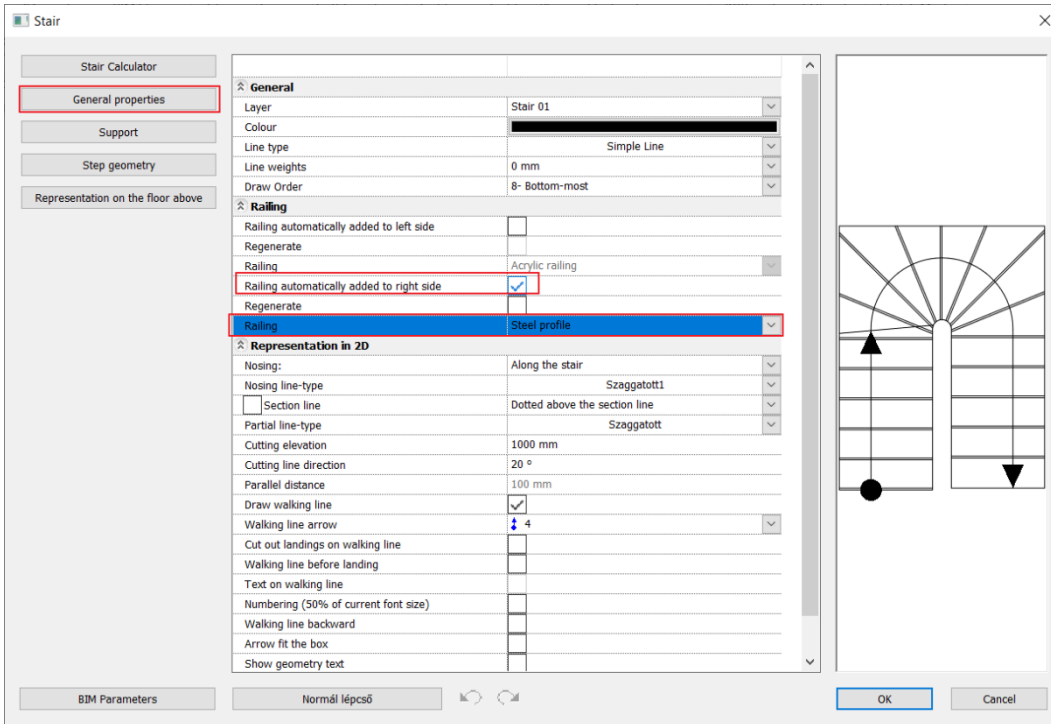 Stair
Stair Calculator
General properties
Support
Step geometry
Representation on the floor above
General
Layer Stair 01
Colour
Line type Simple Line
Line weights 0 mm
Draw Order 8- Bottom-most
Railing
Railing automatically added to left side
Regenerate
Railing Acrylic railing
Railing automatically added to right side
Regenerate
Railing Steel profile
Representation in 2D
Nosing: Along the stair
Nosing line-type Szaggatott1
Section line Dotted above the section line
Partial line-type Szaggatott
Cutting elevation 1000 mm
Cutting line direction 20 °
Parallel distance 100 mm
Draw walking line
Walking line arrow 4
Cut out landings on walking line
Walking line before landing
Text on walking line
Numbering (50% of current font size)
Walking line backward
Arrow fit the box
Show geometry text
BIM Parameters
Normál lépcső
OK
Cancel